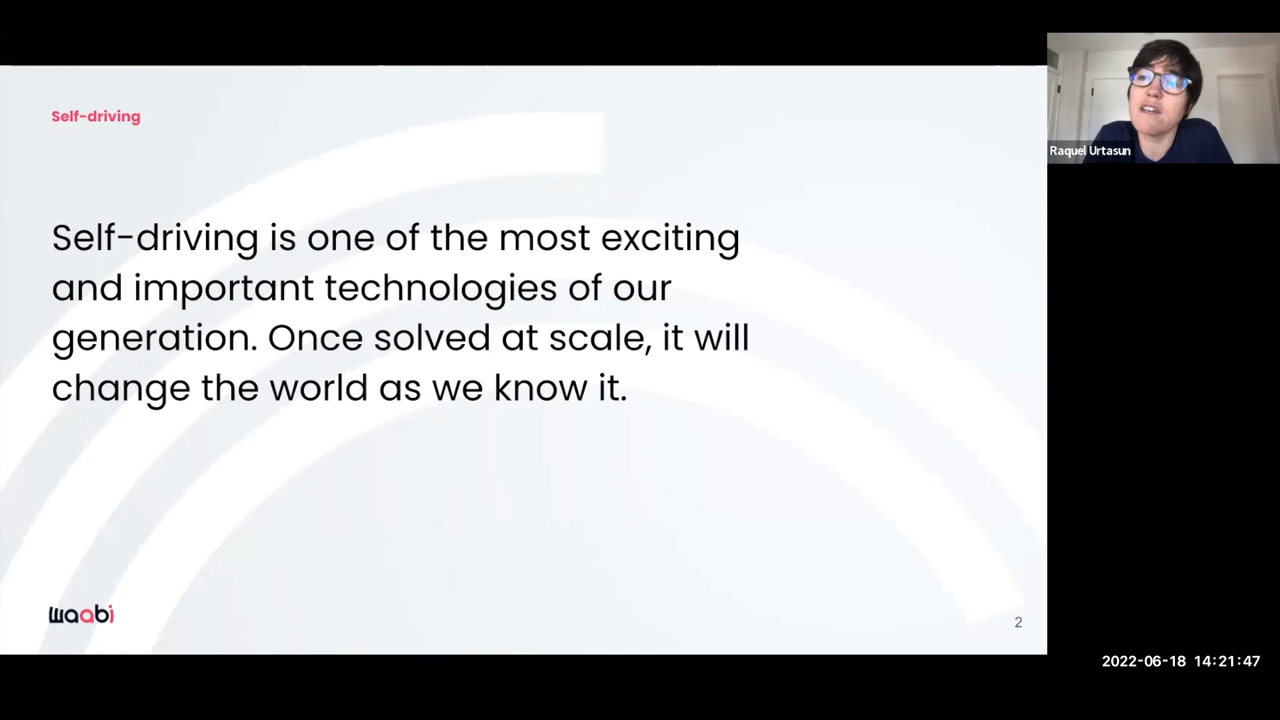 Self-driving
Self-driving is one of the most exciting
and important technologies of our
generation. Once solved at scale, it will
change the world as we know it.
waabi
2
Raquel Urtasun
2022-06-18 14:21:47